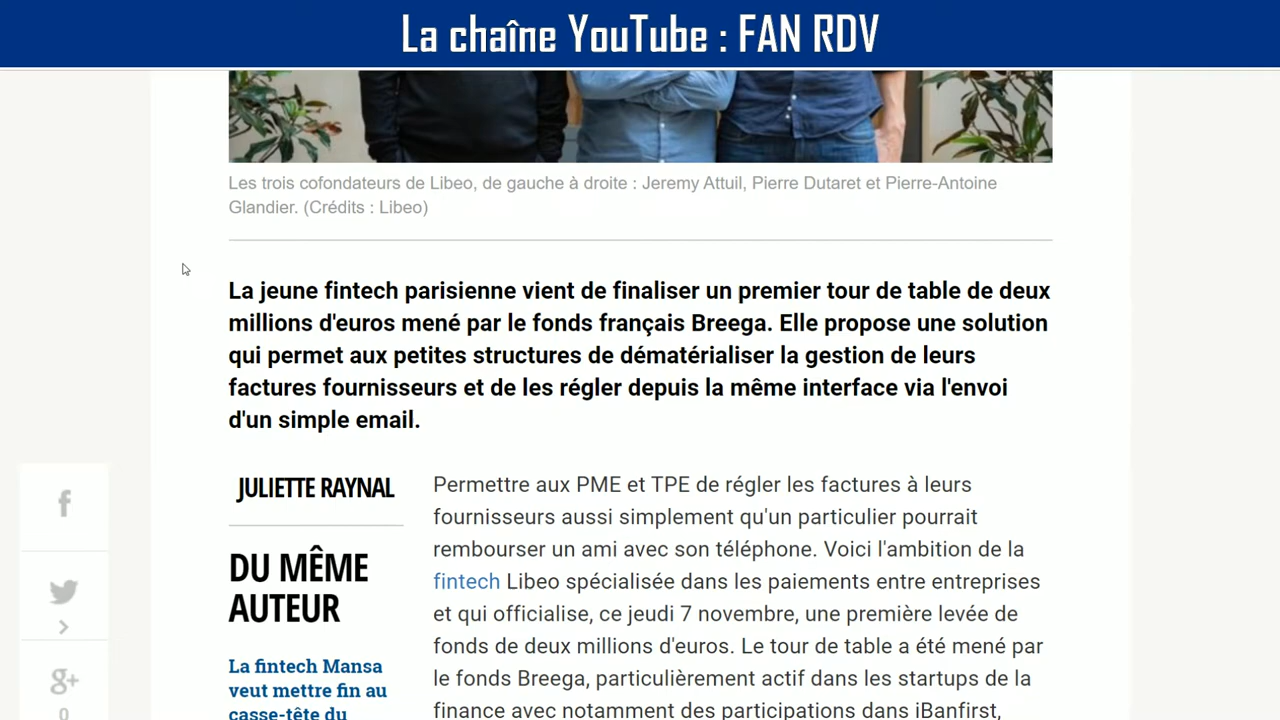 La chaîne YouTube : FAN RDV
Les trois cofondateurs de Libeo, de gauche à droite : Jeremy Attuil, Pierre Dutaret et Pierre-Antoine
Glandier. (Crédits : Libeo)
La jeune fintech parisienne vient de finaliser un premier tour de table de deux
millions d'euros mené par le fonds français Breega. Elle propose une solution
qui permet aux petites structures de dématérialiser la gestion de leurs
factures fournisseurs et de les régler depuis la même interface via l'envoi
d'un simple email.
JULIETTE RAYNAL
DU MÊME
AUTEUR
La fintech Mansa
veut mettre fin au
casse-tête du
Permettre aux PME et TPE de régler les factures à leurs
fournisseurs aussi simplement qu'un particulier pourrait
rembourser un ami avec son téléphone. Voici l'ambition de la
fintech Libeo spécialisée dans les paiements entre entreprises
et qui officialise, ce jeudi 7 novembre, une première levée de
fonds de deux millions d'euros. Le tour de table a été mené par
le fonds Breega, particulièrement actif dans les startups de la
finance avec notamment des participations dans iBanfirst,
f
g+
0